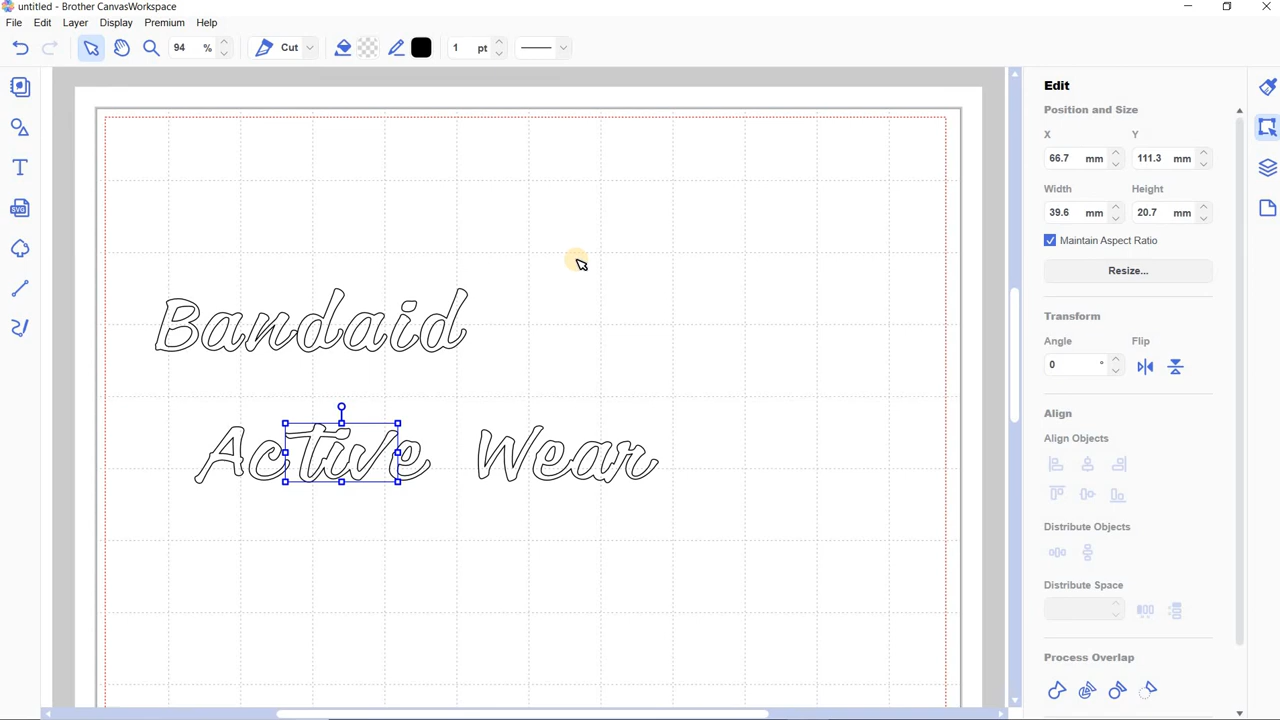 untitled - Brother CanvasWorkspace
File Edit Layer Display Premium Help
94 % Cut 1 pt
Edit
Position and Size
X Y
66.7 mm 111.3 mm
Width Height
39.6 mm 20.7 mm
Maintain Aspect Ratio
Resize...
Transform
Angle Flip
0 °
Align
Align Objects
Distribute Objects
Distribute Space
Process Overlap
SVG
Bandaid
AcTive Wear